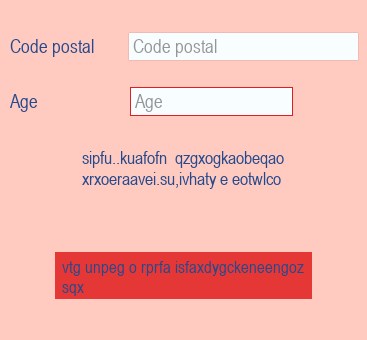 Code postal Code postal
Age Age
sipfu..kuafofn qzgxogkaobeqao
xrxoeraavei.su,ivhaty e eotwlco
vtg unpeg o rprfa isfaxdygckeneengoz
sqx